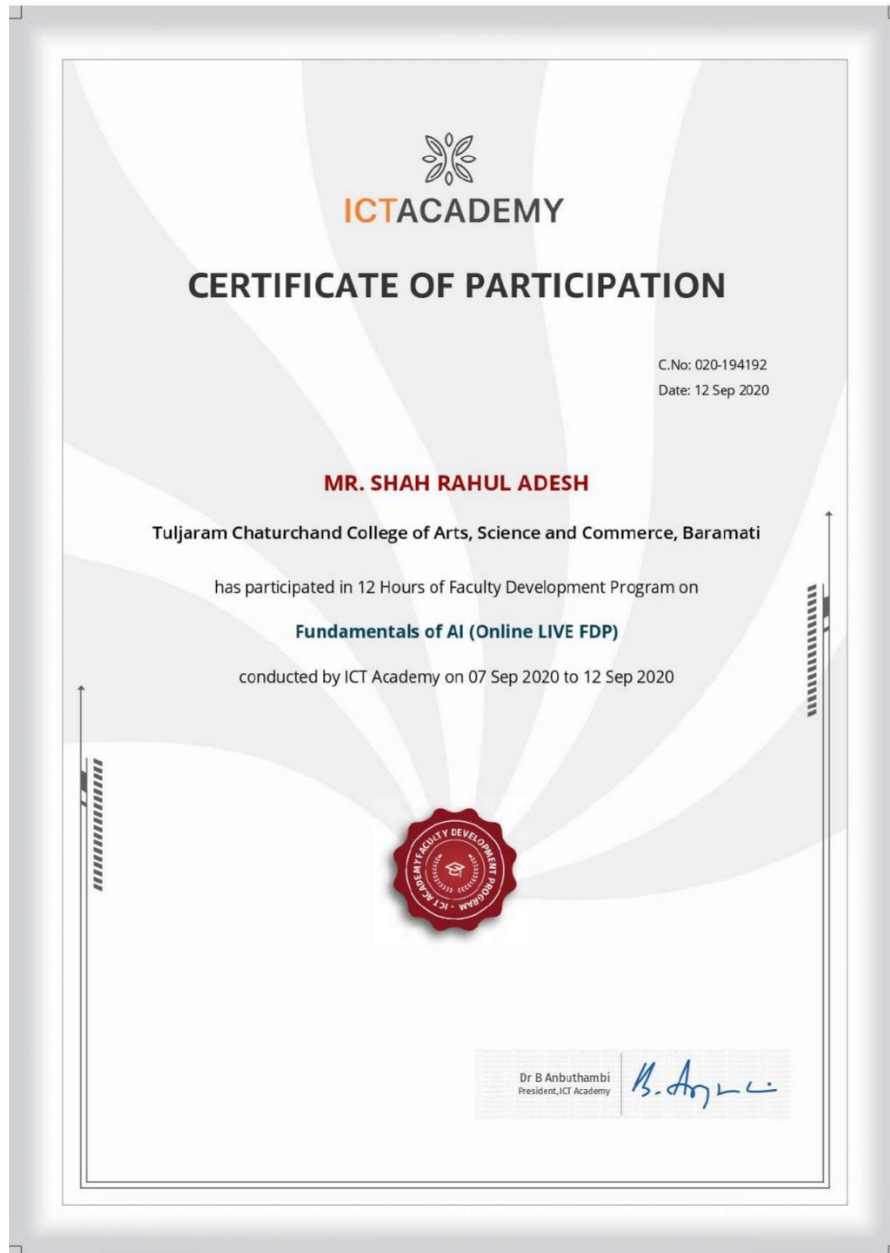 ICTACADEMY
CERTIFICATE OF PARTICIPATION
C.No: 020-194192
Date: 12 Sep 2020
MR. SHAH RAHUL ADESH
Tuljaram Chaturchand College of Arts, Science and Commerce, Baramati
has participated in 12 Hours of Faculty Development Program on
Fundamentals of AI (Online LIVE FDP)
conducted by ICT Academy on 07 Sep 2020 to 12 Sep 2020
FACULTY DEVELOPMENT PROGRAM · ICT ACADEMY
Dr B Anbuthambi
President,ICT Academy